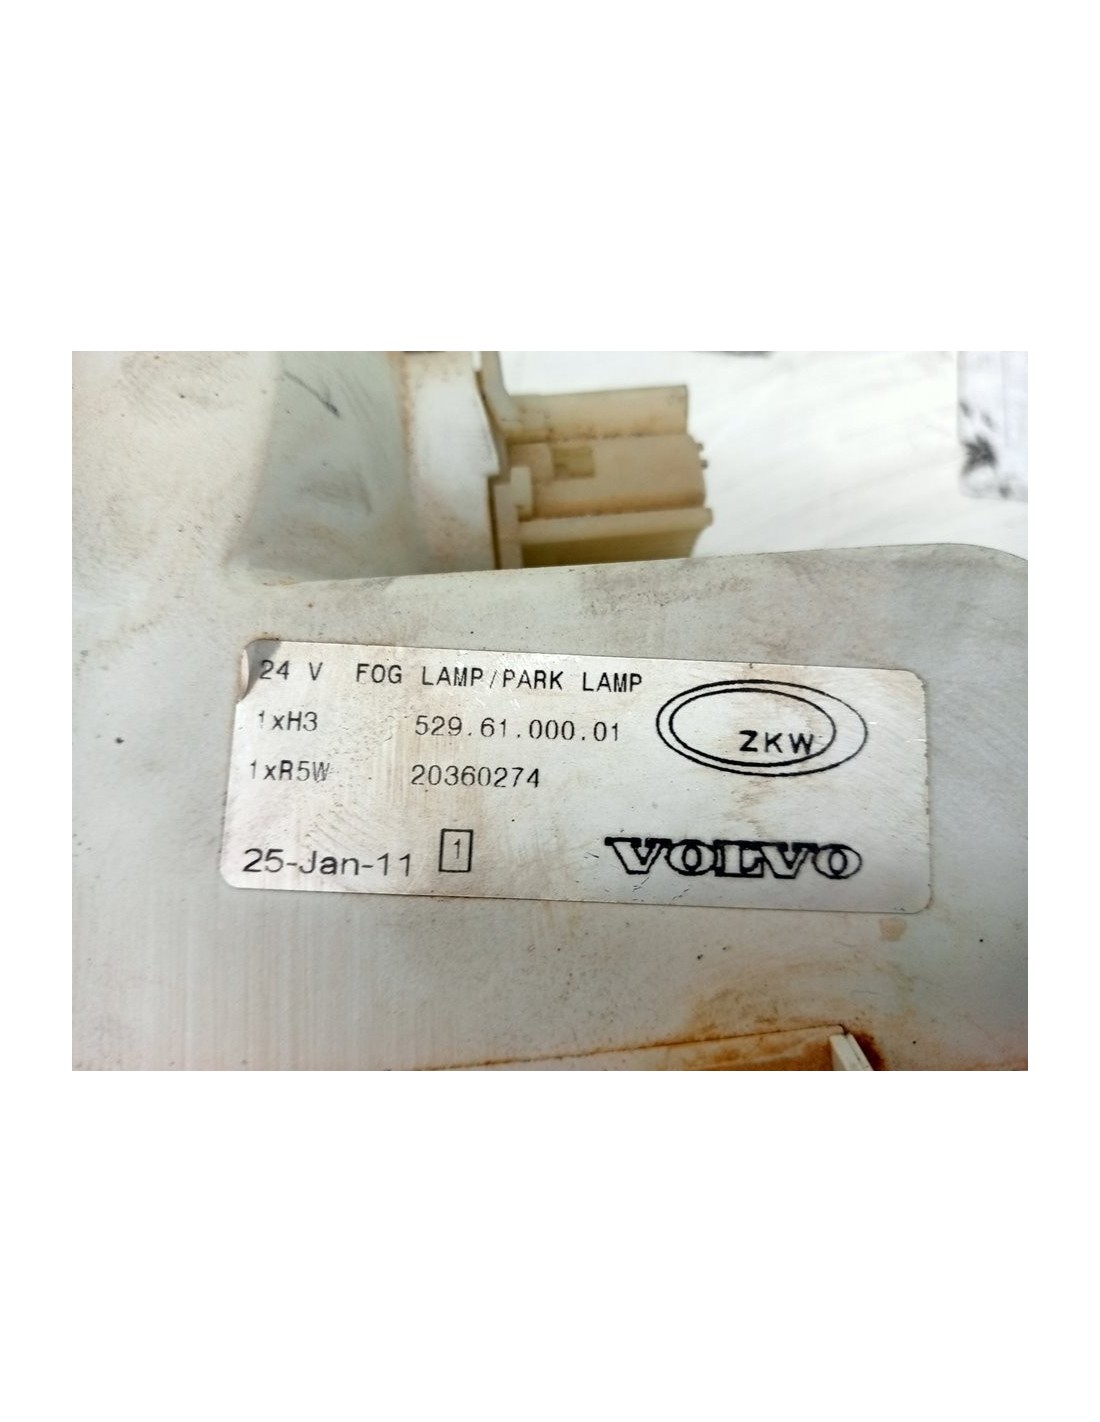 24 V FOG LAMP/PARK LAMP
1xH3 529.61.000.01
ZKW
1xR5W 20360274
25-Jan-11 1
VOLVO